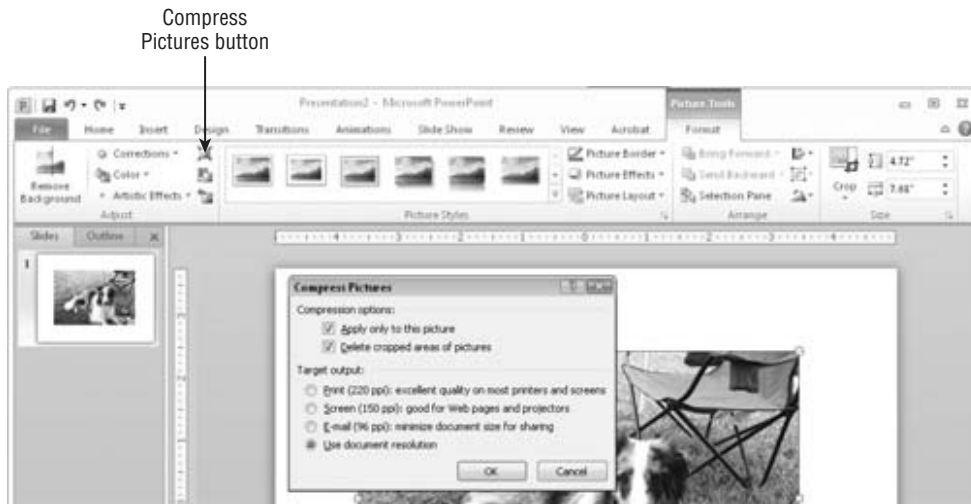 Compress
Pictures button
Presentation2 - Microsoft PowerPoint
Picture Tools
File Home Insert Design Transitions Animations Slide Show Review View Acrobat Format
Remove
Background
Corrections
Color
Artistic Effects
Adjust
Picture Styles
Picture Border
Picture Effects
Picture Layout
Bring Forward
Send Backward
Selection Pane
Arrange
Crop
4.72"
7.68"
Size
Slides Outline
1
Compress Pictures
Compression options:
Apply only to this picture
Delete cropped areas of pictures
Target output:
Print (220 ppi): excellent quality on most printers and screens
Screen (150 ppi): good for Web pages and projectors
E-mail (96 ppi): minimize document size for sharing
Use document resolution
OK Cancel